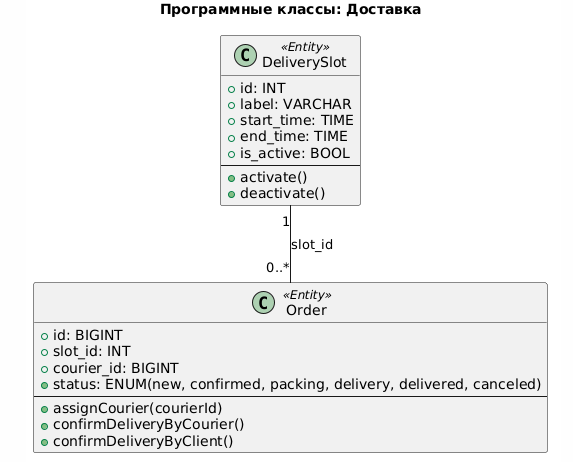 Программные классы: Доставка
«Entity»
C DeliverySlot
id: INT
label: VARCHAR
start_time: TIME
end_time: TIME
is_active: BOOL
activate()
deactivate()
1
slot_id
0..*
«Entity»
C Order
id: BIGINT
slot_id: INT
courier_id: BIGINT
status: ENUM(new, confirmed, packing, delivery, delivered, canceled)
assignCourier(courierId)
confirmDeliveryByCourier()
confirmDeliveryByClient()